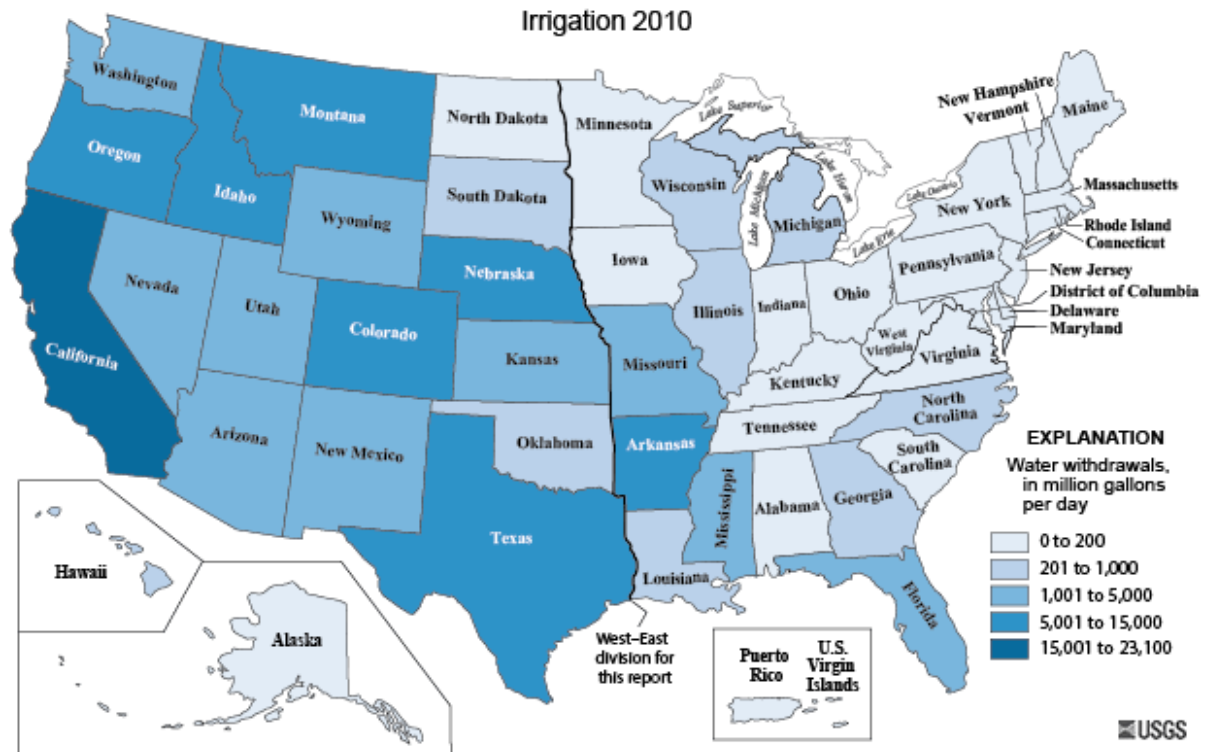 Irrigation 2010
Washington
Montana
North Dakota
Minnesota
Lake Superior
New Hampshire
Vermont
Maine
Oregon
Idaho
Wyoming
South Dakota
Wisconsin
Lake Michigan
Michigan
Lake Huron
Lake Ontario
New York
Massachusetts
Rhode Island
Connecticut
Lake Erie
Nebraska
Iowa
Pennsylvania
New Jersey
District of Columbia
Delaware
Maryland
Nevada
Utah
Colorado
Kansas
Missouri
Illinois
Indiana
Ohio
West
Virginia
Virginia
California
Kentucky
Arizona
New Mexico
Oklahoma
Arkansas
Tennessee
North
Carolina
South
Carolina
Texas
Louisiana
Mississippi
Alabama
Georgia
Florida
Hawaii
Alaska
West–East
division for
this report
Puerto
Rico
U.S.
Virgin
Islands
EXPLANATION
Water withdrawals,
in million gallons
per day
0 to 200
201 to 1,000
1,001 to 5,000
5,001 to 15,000
15,001 to 23,100
USGS